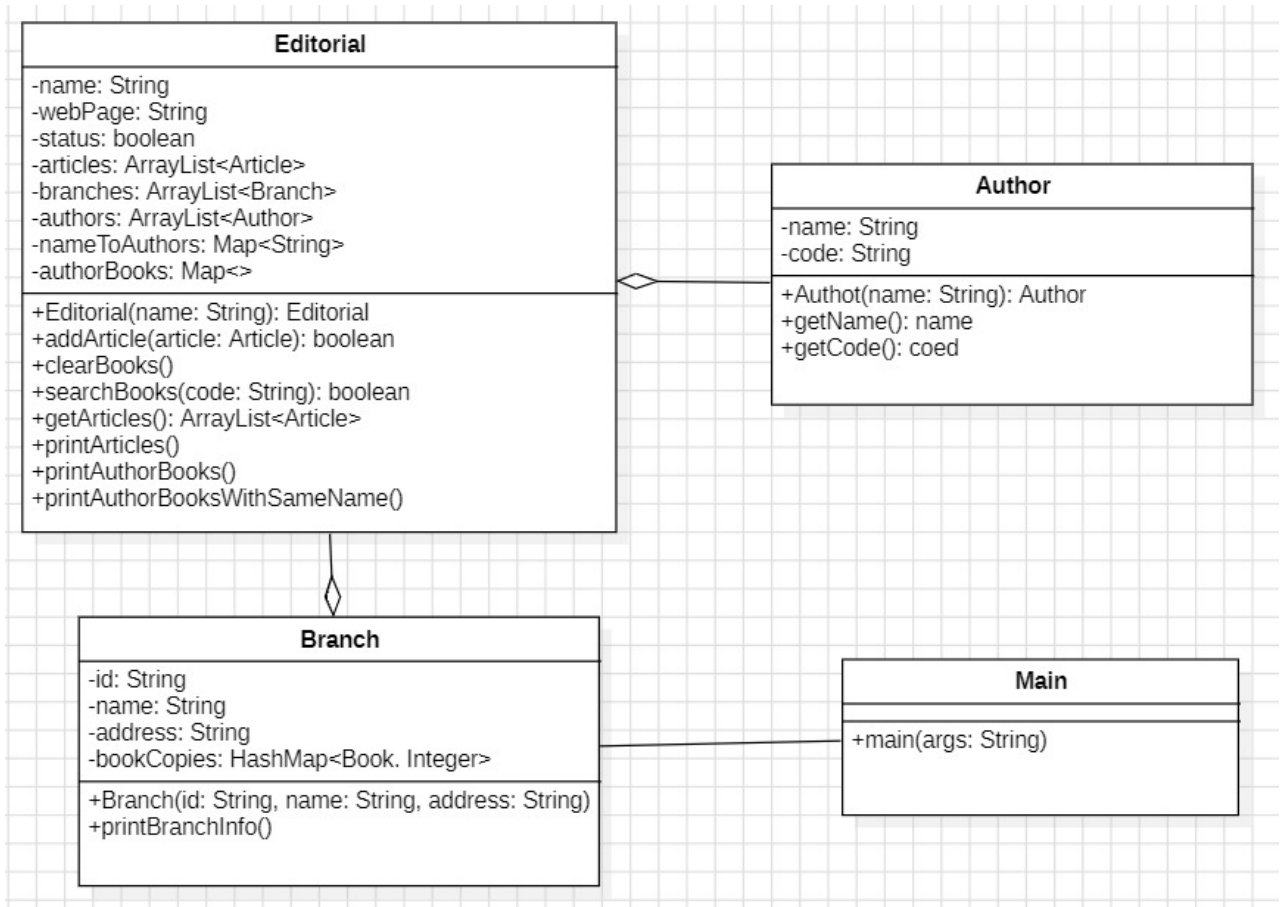 Editorial
-name: String
-webPage: String
-status: boolean
-articles: ArrayList<Article>
-branches: ArrayList<Branch>
-authors: ArrayList<Author>
-nameToAuthors: Map<String>
-authorBooks: Map<>
+Editorial(name: String): Editorial
+addArticle(article: Article): boolean
+clearBooks()
+searchBooks(code: String): boolean
+getArticles(): ArrayList<Article>
+printArticles()
+printAuthorBooks()
+printAuthorBooksWithSameName()
Author
-name: String
-code: String
+Authot(name: String): Author
+getName(): name
+getCode(): coed
Branch
-id: String
-name: String
-address: String
-bookCopies: HashMap<Book. Integer>
+Branch(id: String, name: String, address: String)
+printBranchInfo()
Main
+main(args: String)